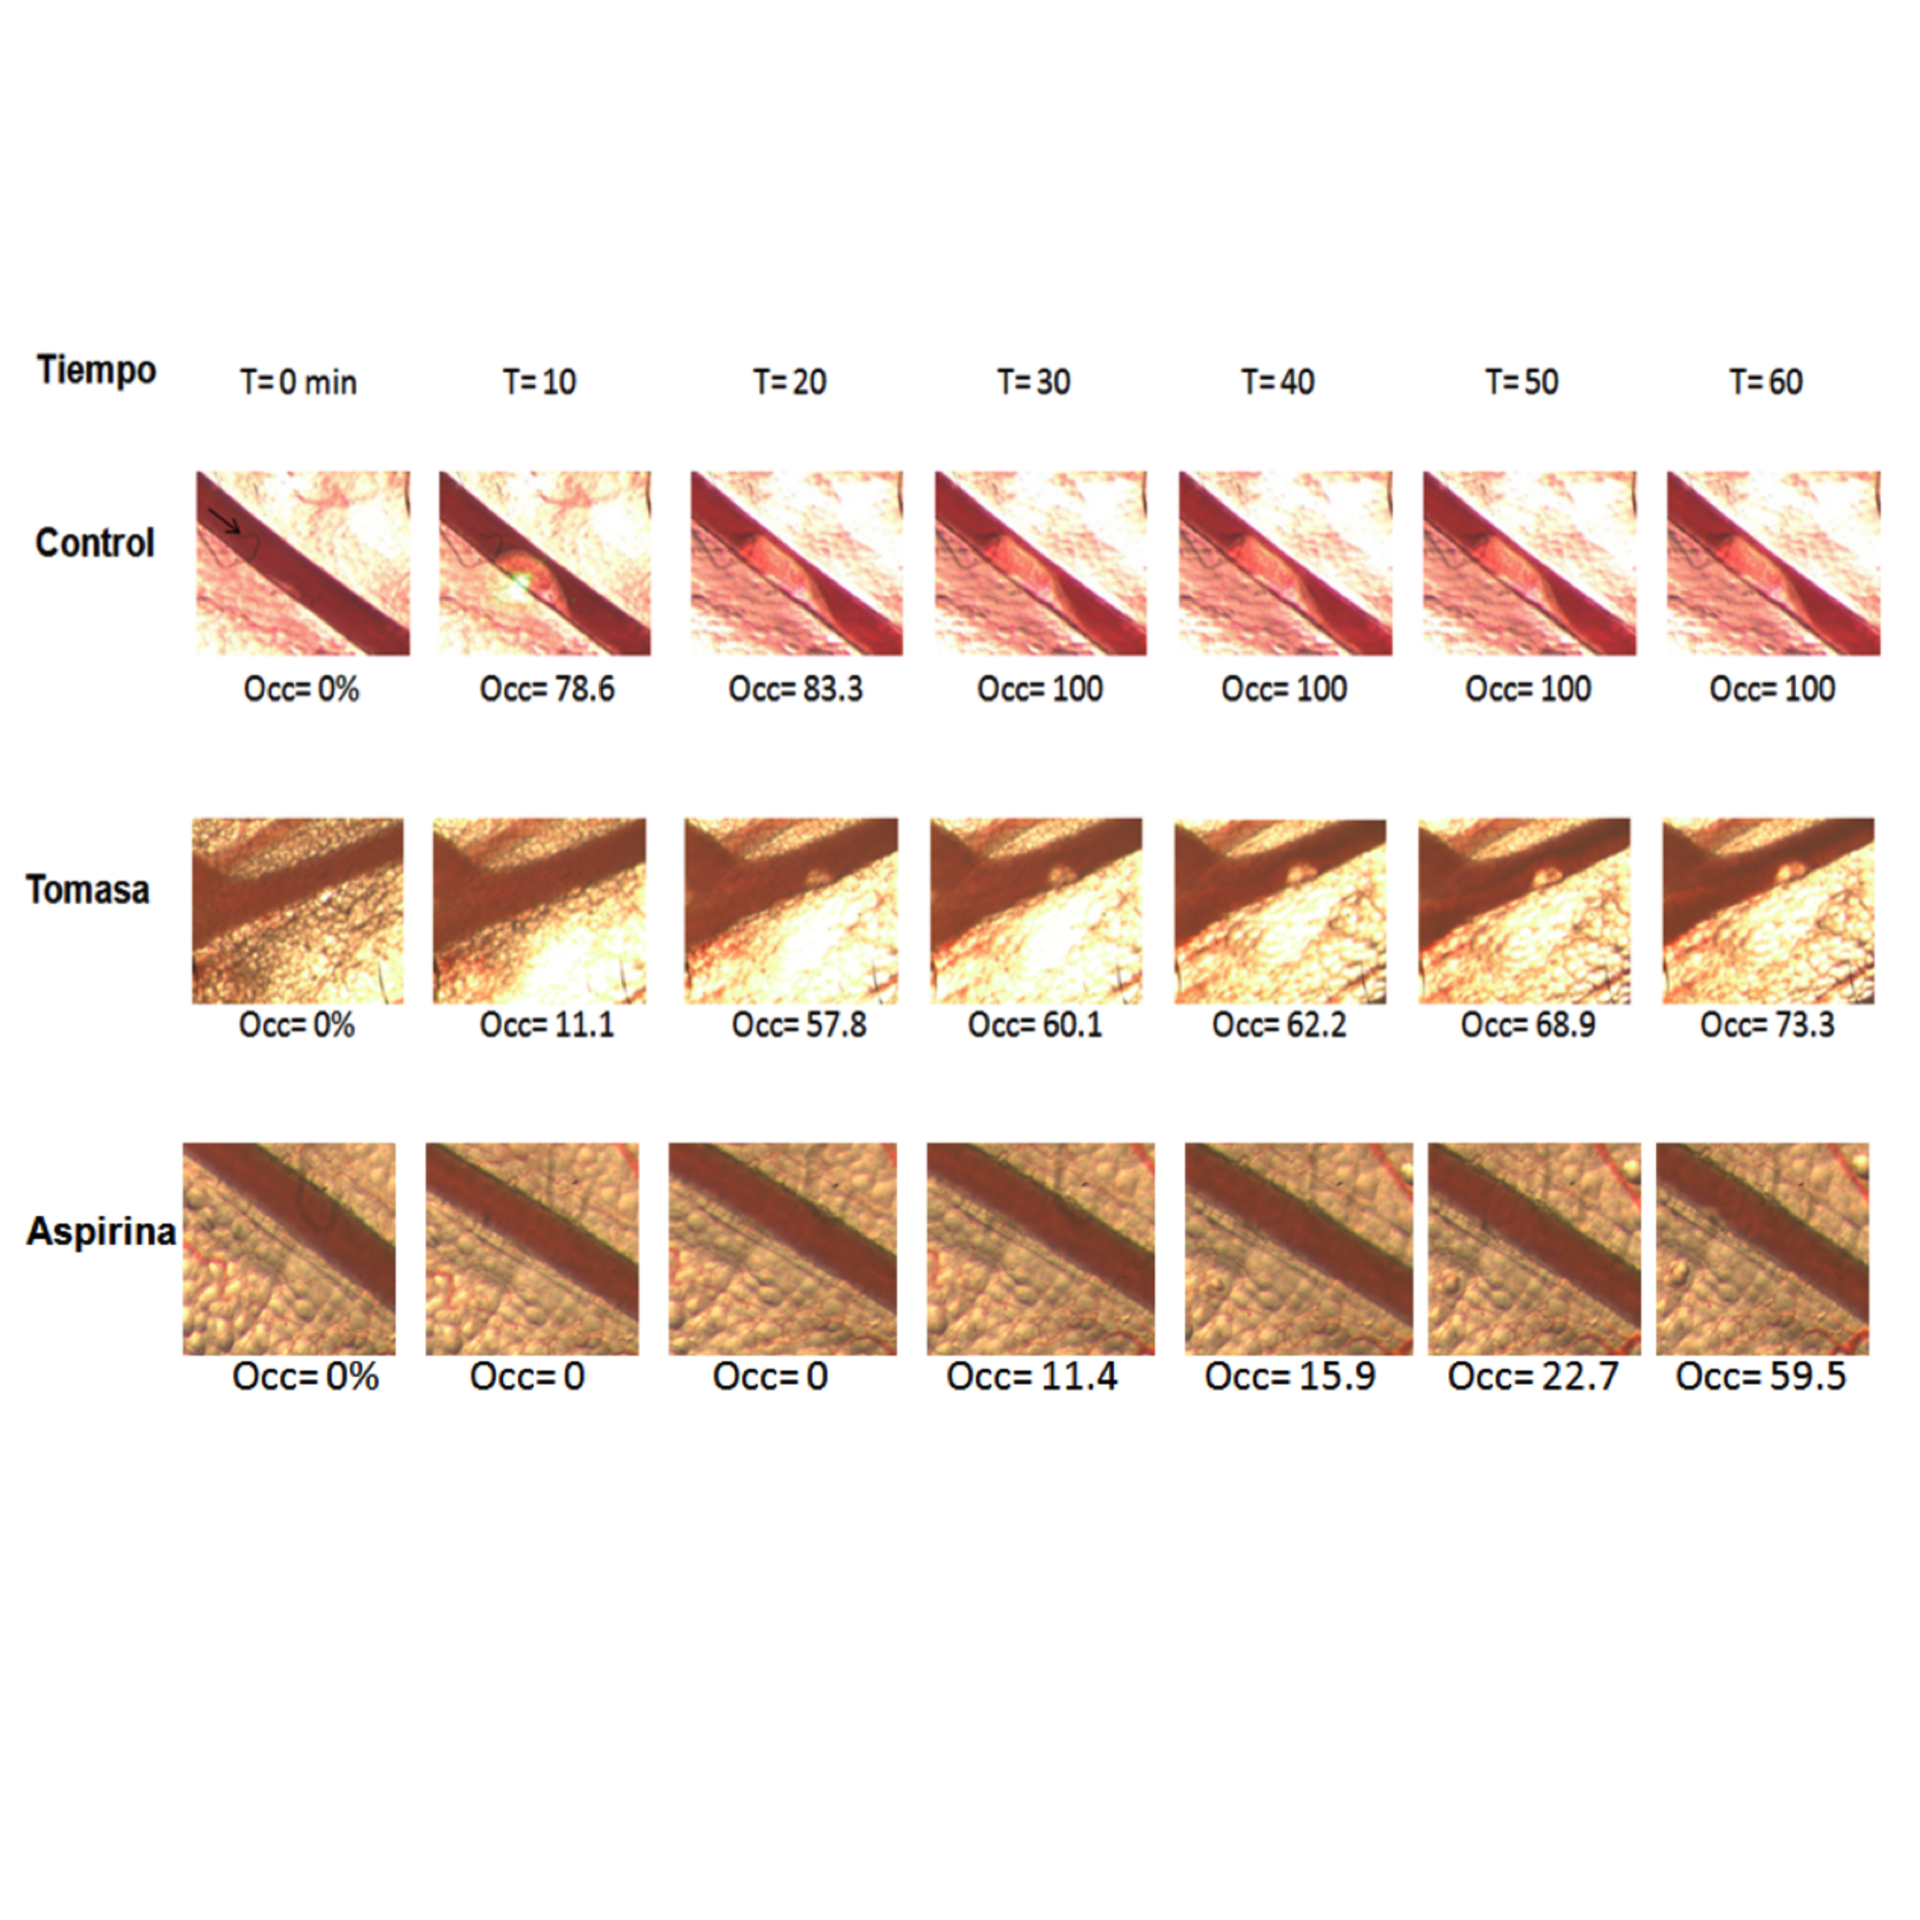 Tiempo T= 0 min T= 10 T= 20 T= 30 T= 40 T= 50 T= 60
Control
Occ= 0% Occ= 78.6 Occ= 83.3 Occ= 100 Occ= 100 Occ= 100 Occ= 100
Tomasa
Occ= 0% Occ= 11.1 Occ= 57.8 Occ= 60.1 Occ= 62.2 Occ= 68.9 Occ= 73.3
Aspirina
Occ= 0% Occ= 0 Occ= 0 Occ= 11.4 Occ= 15.9 Occ= 22.7 Occ= 59.5